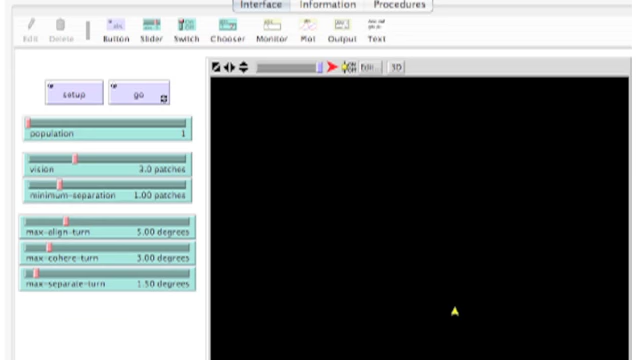 Interface Information Procedures
Edit Delete Button Slider Switch Chooser Monitor Plot Output Text
Edit... 3D
setup go
population 1
vision 3.0 patches
minimum-separation 1.00 patches
max-align-turn 5.00 degrees
max-cohere-turn 3.00 degrees
max-separate-turn 1.50 degrees